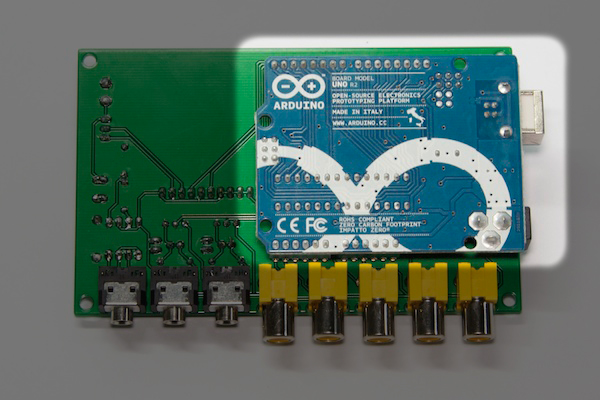 BOARD MODEL
UNO R2
ARDUINO
OPEN-SOURCE ELECTRONICS
PROTOTYPING PLATFORM
MADE IN ITALY
WWW.ARDUINO.CC
CE FC
ROHS COMPLIANT
ZERO CARBON FOOTPRINT
IMPATTO ZERO®